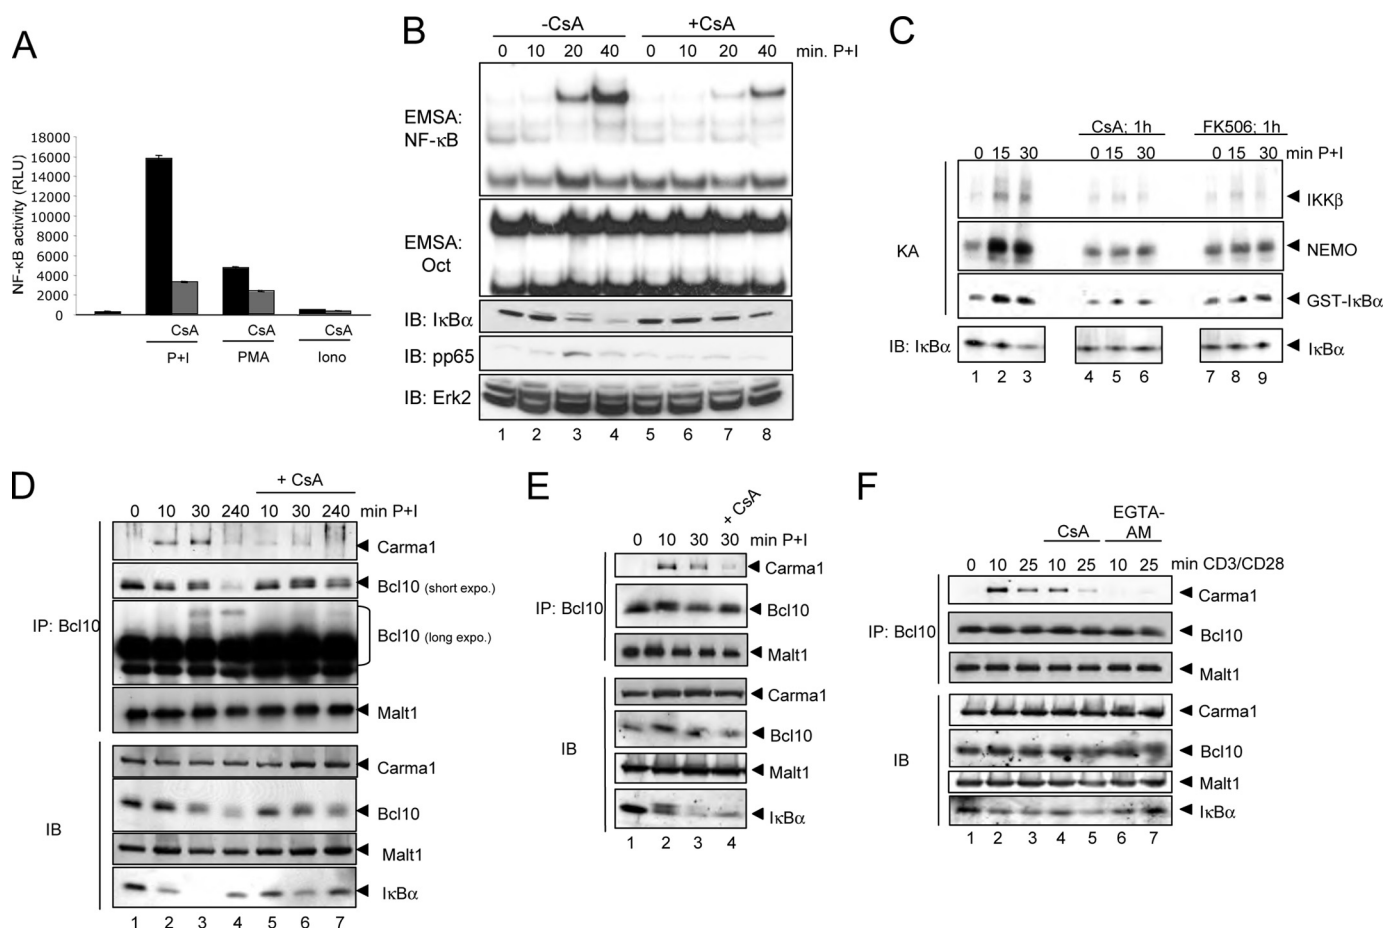 A
NF-κB activity (RLU)
18000
16000
14000
12000
10000
8000
6000
4000
2000
0
CsA CsA CsA
P+I PMA Iono
B
-CsA +CsA
0 10 20 40 0 10 20 40 min. P+I
EMSA:
NF-κB
EMSA:
Oct
IB: IκBα
IB: pp65
IB: Erk2
1 2 3 4 5 6 7 8
C
CsA; 1h FK506; 1h
0 15 30 0 15 30 0 15 30 min P+I
KA
IKKβ
NEMO
GST-IκBα
IB: IκBα IκBα
1 2 3 4 5 6 7 8 9
D
+ CsA
0 10 30 240 10 30 240 min P+I
IP: Bcl10
Carma1
Bcl10 (short expo.)
Bcl10 (long expo.)
Malt1
IB
Carma1
Bcl10
Malt1
IκBα
1 2 3 4 5 6 7
E
+ CsA
0 10 30 30 min P+I
IP: Bcl10
Carma1
Bcl10
Malt1
IB
Carma1
Bcl10
Malt1
IκBα
1 2 3 4
F
EGTA-
CsA AM
0 10 25 10 25 10 25 min CD3/CD28
IP: Bcl10
Carma1
Bcl10
Malt1
IB
Carma1
Bcl10
Malt1
IκBα
1 2 3 4 5 6 7